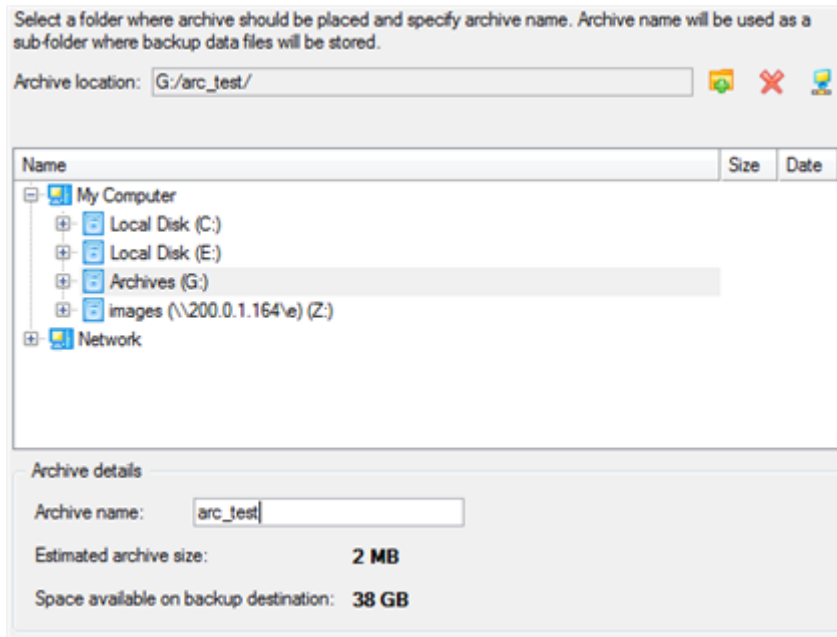 Select a folder where archive should be placed and specify archive name. Archive name will be used as a
sub-folder where backup data files will be stored.
Archive location: G:/arc_test/
Name Size Date
My Computer
Local Disk (C:)
Local Disk (E:)
Archives (G:)
images (\\200.0.1.164\e) (Z:)
Network
Archive details
Archive name: arc_test
Estimated archive size: 2 MB
Space available on backup destination: 38 GB